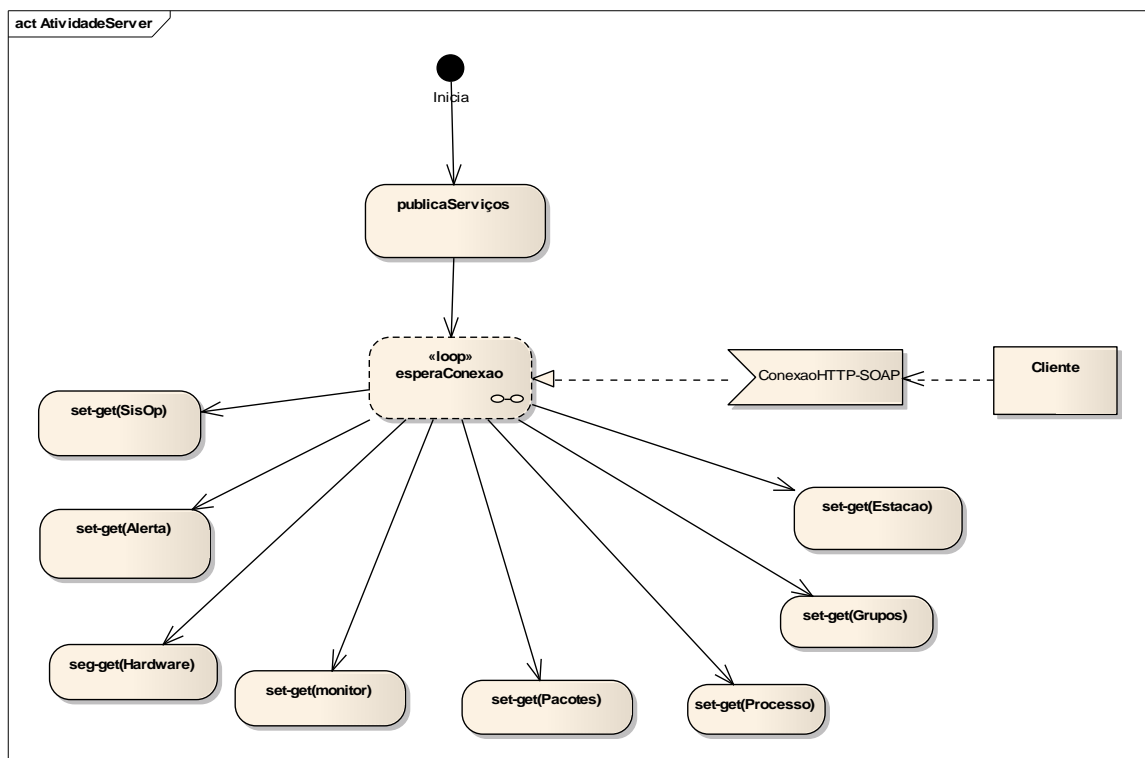 act AtividadeServer
Inicia
publicaServiços
«loop»
esperaConexao
ConexaoHTTP-SOAP
Cliente
set-get(SisOp)
set-get(Estacao)
set-get(Alerta)
set-get(Grupos)
seg-get(Hardware)
set-get(monitor)
set-get(Pacotes)
set-get(Processo)